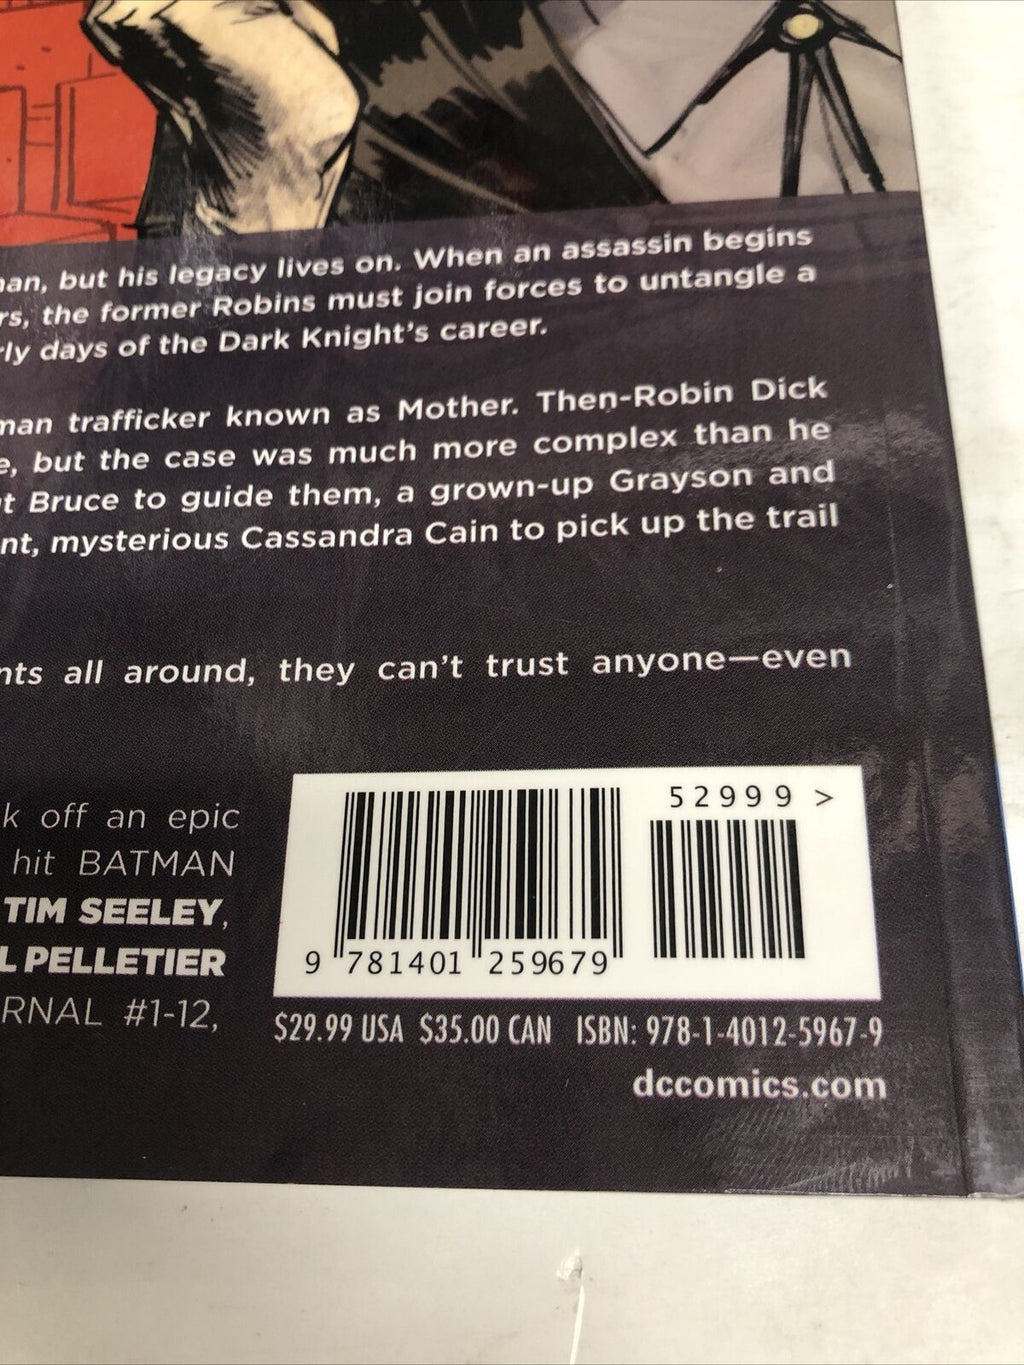 man, but his legacy lives on. When an assassin begins
rs, the former Robins must join forces to untangle a
rly days of the Dark Knight's career.
man trafficker known as Mother. Then-Robin Dick
e, but the case was much more complex than he
t Bruce to guide them, a grown-up Grayson and
nt, mysterious Cassandra Cain to pick up the trail
nts all around, they can't trust anyone—even
k off an epic
hit BATMAN
TIM SEELEY,
L PELLETIER
RNAL #1-12,
52999 >
9 781401 259679
$29.99 USA $35.00 CAN ISBN: 978-1-4012-5967-9
dccomics.com